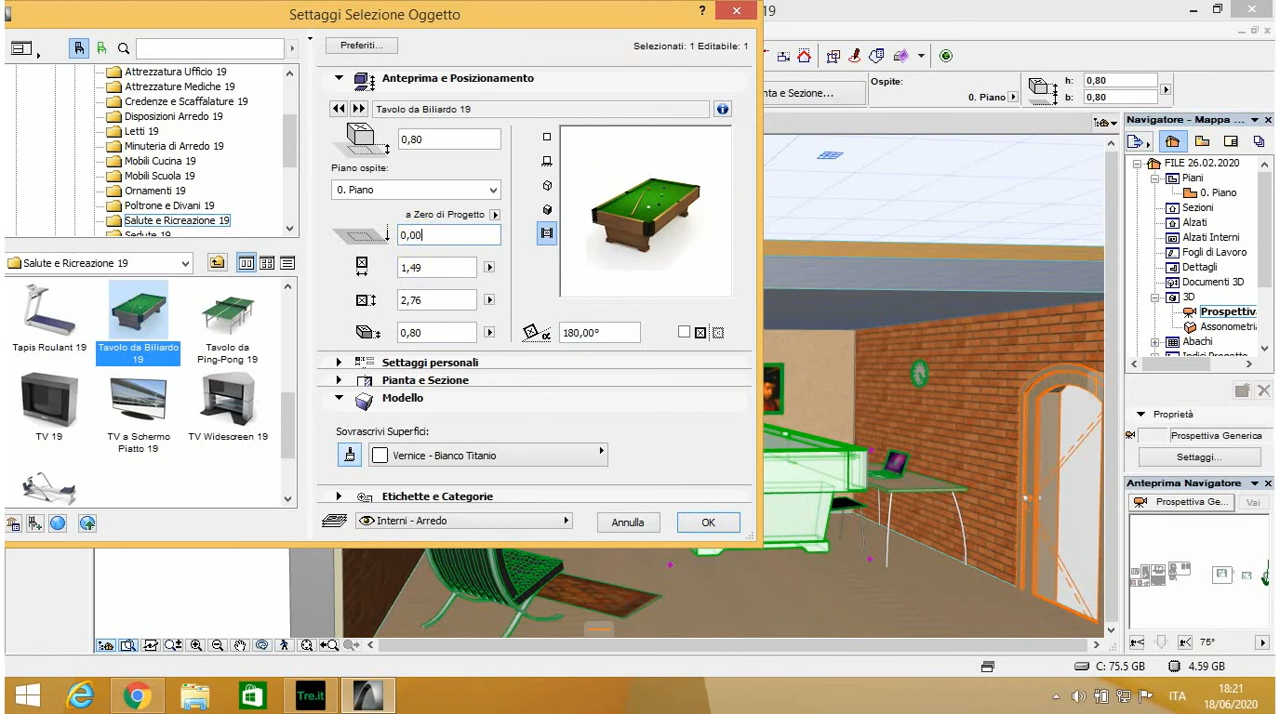 Settaggi Selezione Oggetto
?
19
Preferiti...
Selezionati: 1 Editabile: 1
Attrezzatura Ufficio 19
Attrezzature Mediche 19
Credenze e Scaffalature 19
Disposizioni Arredo 19
Letti 19
Minuteria di Arredo 19
Mobili Cucina 19
Mobili Scuola 19
Ornamenti 19
Poltrone e Divani 19
Salute e Ricreazione 19
Sedute 19
Salute e Ricreazione 19
Tapis Roulant 19
Tavolo da Biliardo
19
Tavolo da
Ping-Pong 19
TV 19
TV a Schermo
Piatto 19
TV Widescreen 19
Anteprima e Posizionamento
Tavolo da Biliardo 19
0,80
Piano ospite:
0. Piano
a Zero di Progetto
0,00
1,49
2,76
0,80
α
180,00°
Settaggi personali
Pianta e Sezione
Modello
Sovrascrivi Superfici:
Vernice - Bianco Titanio
Etichette e Categorie
Interni - Arredo
Annulla
OK
nta e Sezione...
Ospite:
0. Piano
h: 0,80
b: 0,80
Navigatore - Mappa
FILE 26.02.2020
Piani
0. Piano
Sezioni
Alzati
Alzati Interni
Fogli di Lavoro
Dettagli
Documenti 3D
3D
Prospettiv
Assonometria
Abachi
Indici Progetto
Proprietà
Prospettiva Generica
Settaggi...
Anteprima Navigatore
Prospettiva Ge...
Vai
75°
C: 75.5 GB
4.59 GB
Tre.it
ITA
18:21
18/06/2020